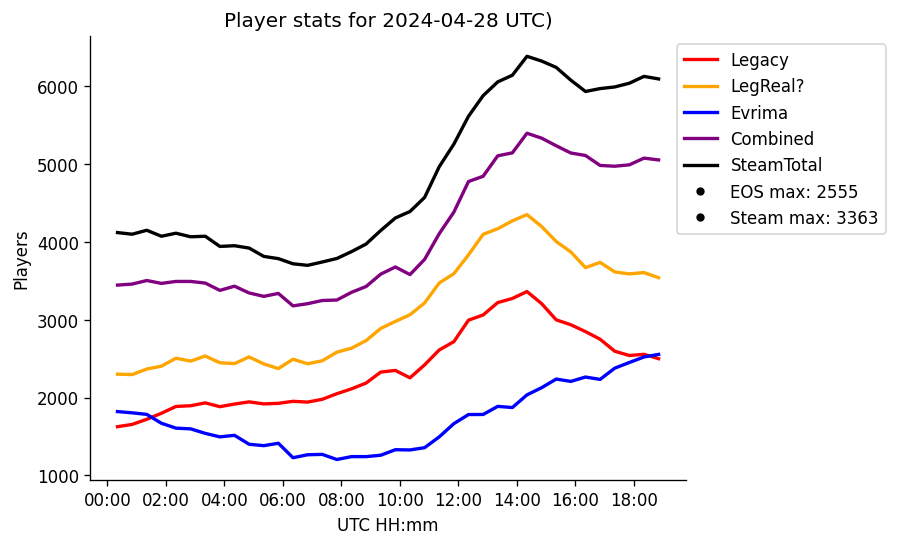 Player stats for 2024-04-28 UTC)
Players
6000
5000
4000
3000
2000
1000
00:00 02:00 04:00 06:00 08:00 10:00 12:00 14:00 16:00 18:00
UTC HH:mm
Legacy
LegReal?
Evrima
Combined
SteamTotal
EOS max: 2555
Steam max: 3363